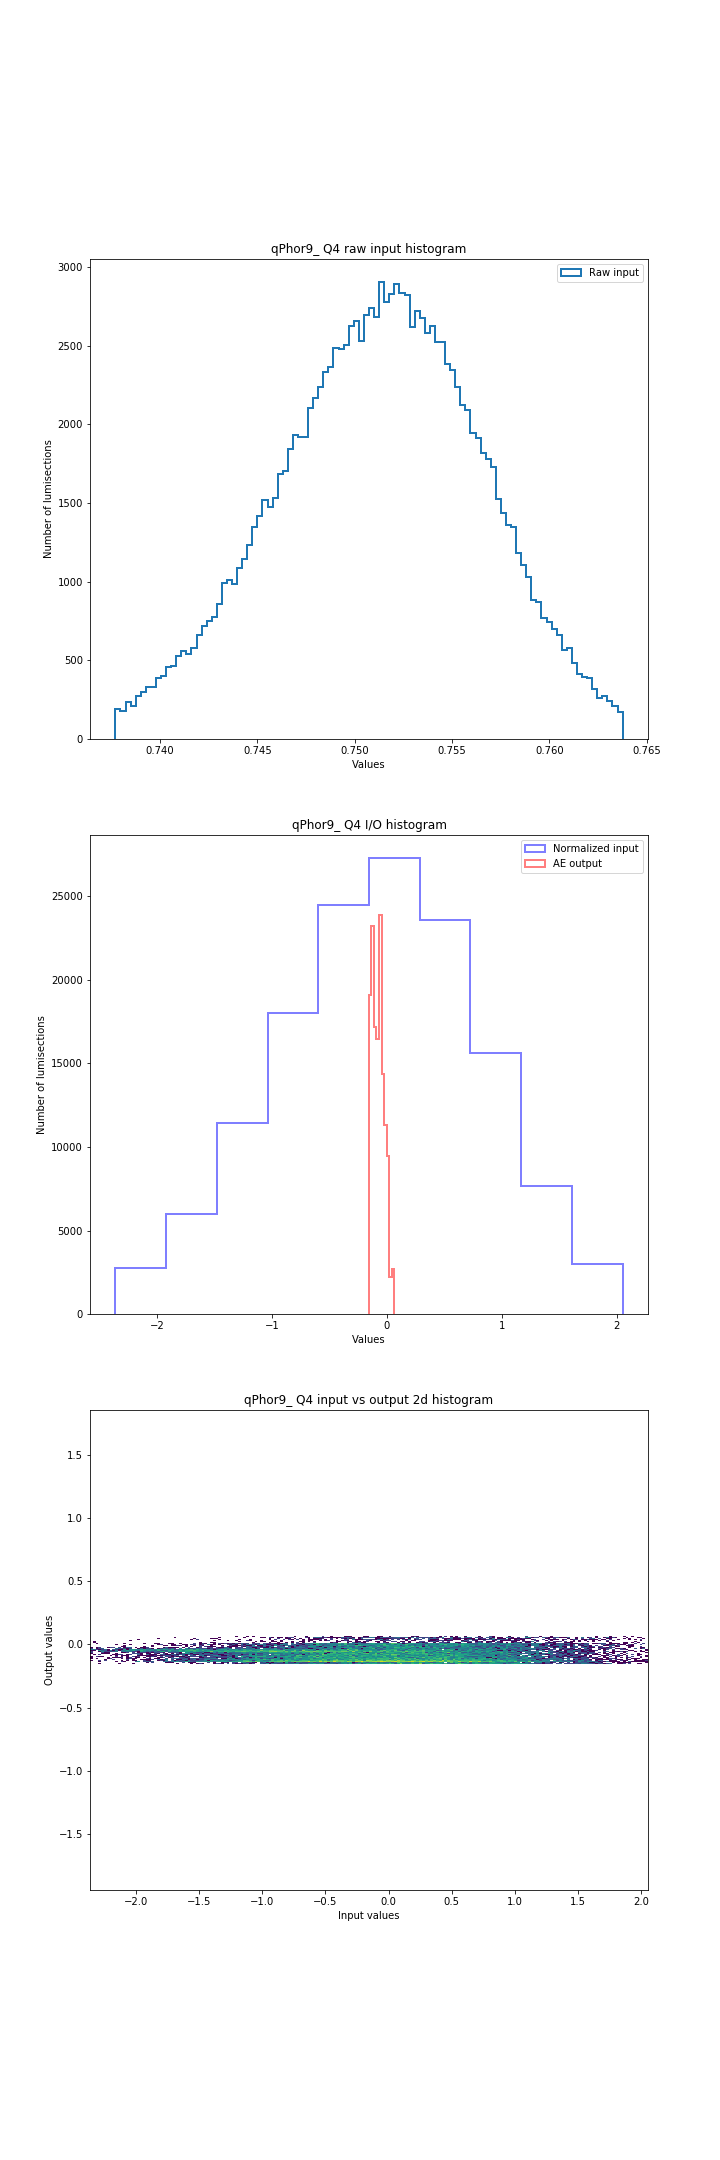 qPhor9_ Q4 raw input histogram
3000
2500
2000
1500
1000
500
0
Number of lumisections
Raw input
0.740 0.745 0.750 0.755 0.760 0.765
Values
qPhor9_ Q4 I/O histogram
25000
20000
15000
10000
5000
0
Number of lumisections
Normalized input
AE output
−2 −1 0 1 2
Values
qPhor9_ Q4 input vs output 2d histogram
1.5
1.0
0.5
0.0
−0.5
−1.0
−1.5
Output values
−2.0 −1.5 −1.0 −0.5 0.0 0.5 1.0 1.5 2.0
Input values